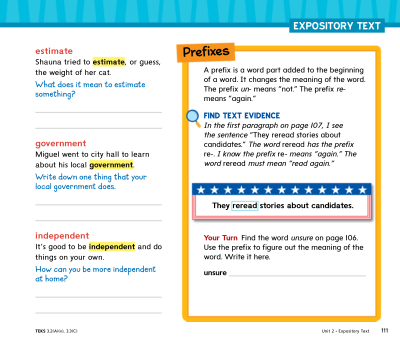 EXPOSITORY TEXT
estimate
Shauna tried to estimate, or guess,
the weight of her cat.
What does it mean to estimate
something?
government
Miguel went to city hall to learn
about his local government.
Write down one thing that your
local government does.
independent
It's good to be independent and do
things on your own.
How can you be more independent
at home?
Prefixes
A prefix is a word part added to the beginning
of a word. It changes the meaning of the word.
The prefix un- means "not." The prefix re-
means "again."
FIND TEXT EVIDENCE
In the first paragraph on page 107, I see
the sentence "They reread stories about
candidates." The word reread has the prefix
re-. I know the prefix re- means "again." The
word reread must mean "read again."
They reread stories about candidates.
Your Turn Find the word unsure on page 106.
Use the prefix to figure out the meaning of the
word. Write it here.
unsure
Unit 2 - Expository Text 111